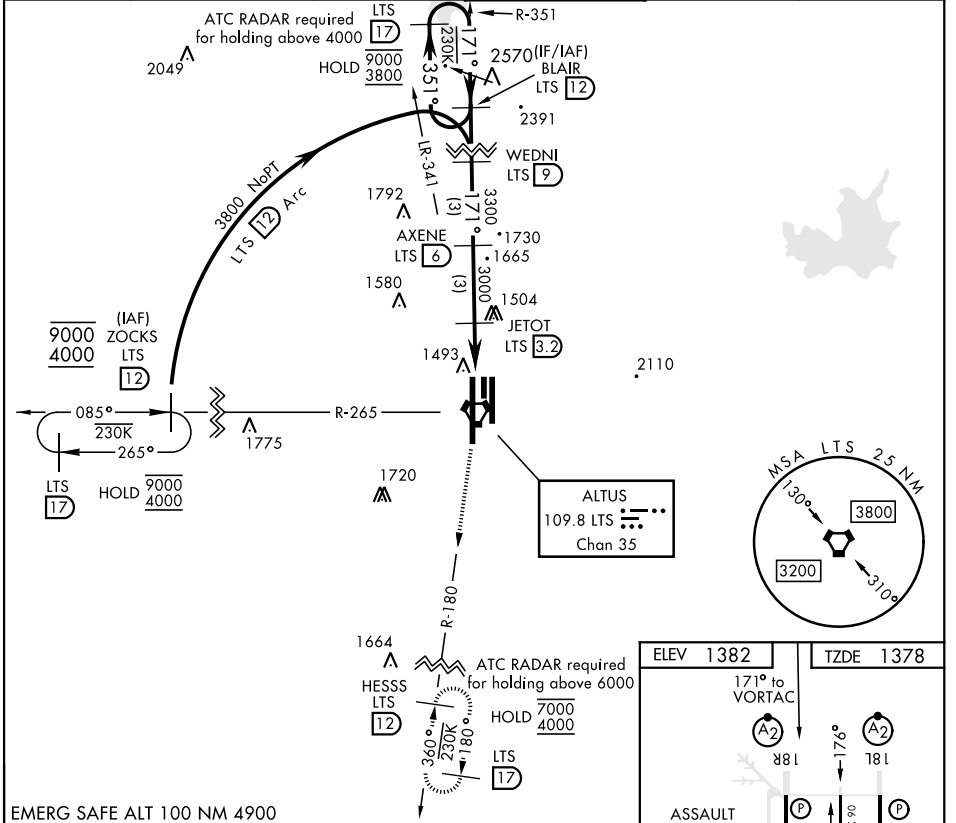 ATC RADAR required
for holding above 4000
LTS
17
R-351
HOLD 9000
3800
2049
230K
171°
351°
2570
(IF/IAF)
BLAIR
LTS 12
2391
LR-341
WEDNI
LTS 9
3800 NoPT
LTS 12 Arc
1792
3300
171°
(3)
AXENE
LTS 6
1730
1665
1580
3000
(3)
1504
JETOT
LTS 3.2
1493
2110
(IAF)
ZOCKS
LTS
12
9000
4000
085°
230K
265°
R-265
1775
LTS
17
HOLD 9000
4000
1720
ALTUS
109.8 LTS
Chan 35
MSA LTS 25 NM
130°
3800
3200
310°
R-180
1664
HESSS
LTS
12
ATC RADAR required
for holding above 6000
HOLD 7000
4000
360°
230K
180°
LTS
17
ELEV 1382
TZDE 1378
171° to
VORTAC
176°
A2
A2
18R
18L
ASSAULT
P
P
EMERG SAFE ALT 100 NM 4900